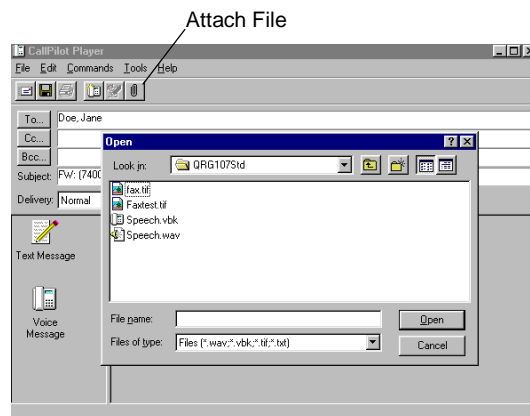 Attach File
CallPilot Player
File Edit Commands Tools Help
To... Doe, Jane
Cc...
Bcc...
Subject: FW: (7400
Delivery: Normal
Open
Look in: QRG107Std
fax.tif
Faxtest.tif
Speech.vbk
Speech.wav
Text Message
Voice
Message
File name: Open
Files of type: Files (*.wav;*.vbk;*.tif;*.txt) Cancel